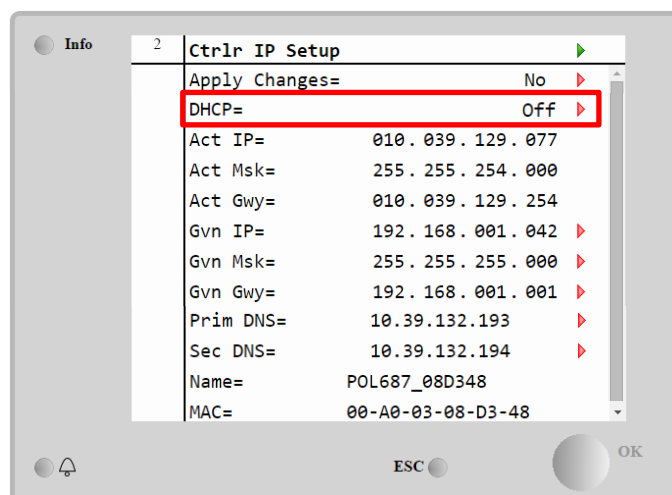 Info
2 Ctrlr IP Setup
Apply Changes= No
DHCP= Off
Act IP= 010.039.129.077
Act Msk= 255.255.254.000
Act Gwy= 010.039.129.254
Gvn IP= 192.168.001.042
Gvn Msk= 255.255.255.000
Gvn Gwy= 192.168.001.001
Prim DNS= 10.39.132.193
Sec DNS= 10.39.132.194
Name= POL687_08D348
MAC= 00-A0-03-08-D3-48
ESC
OK